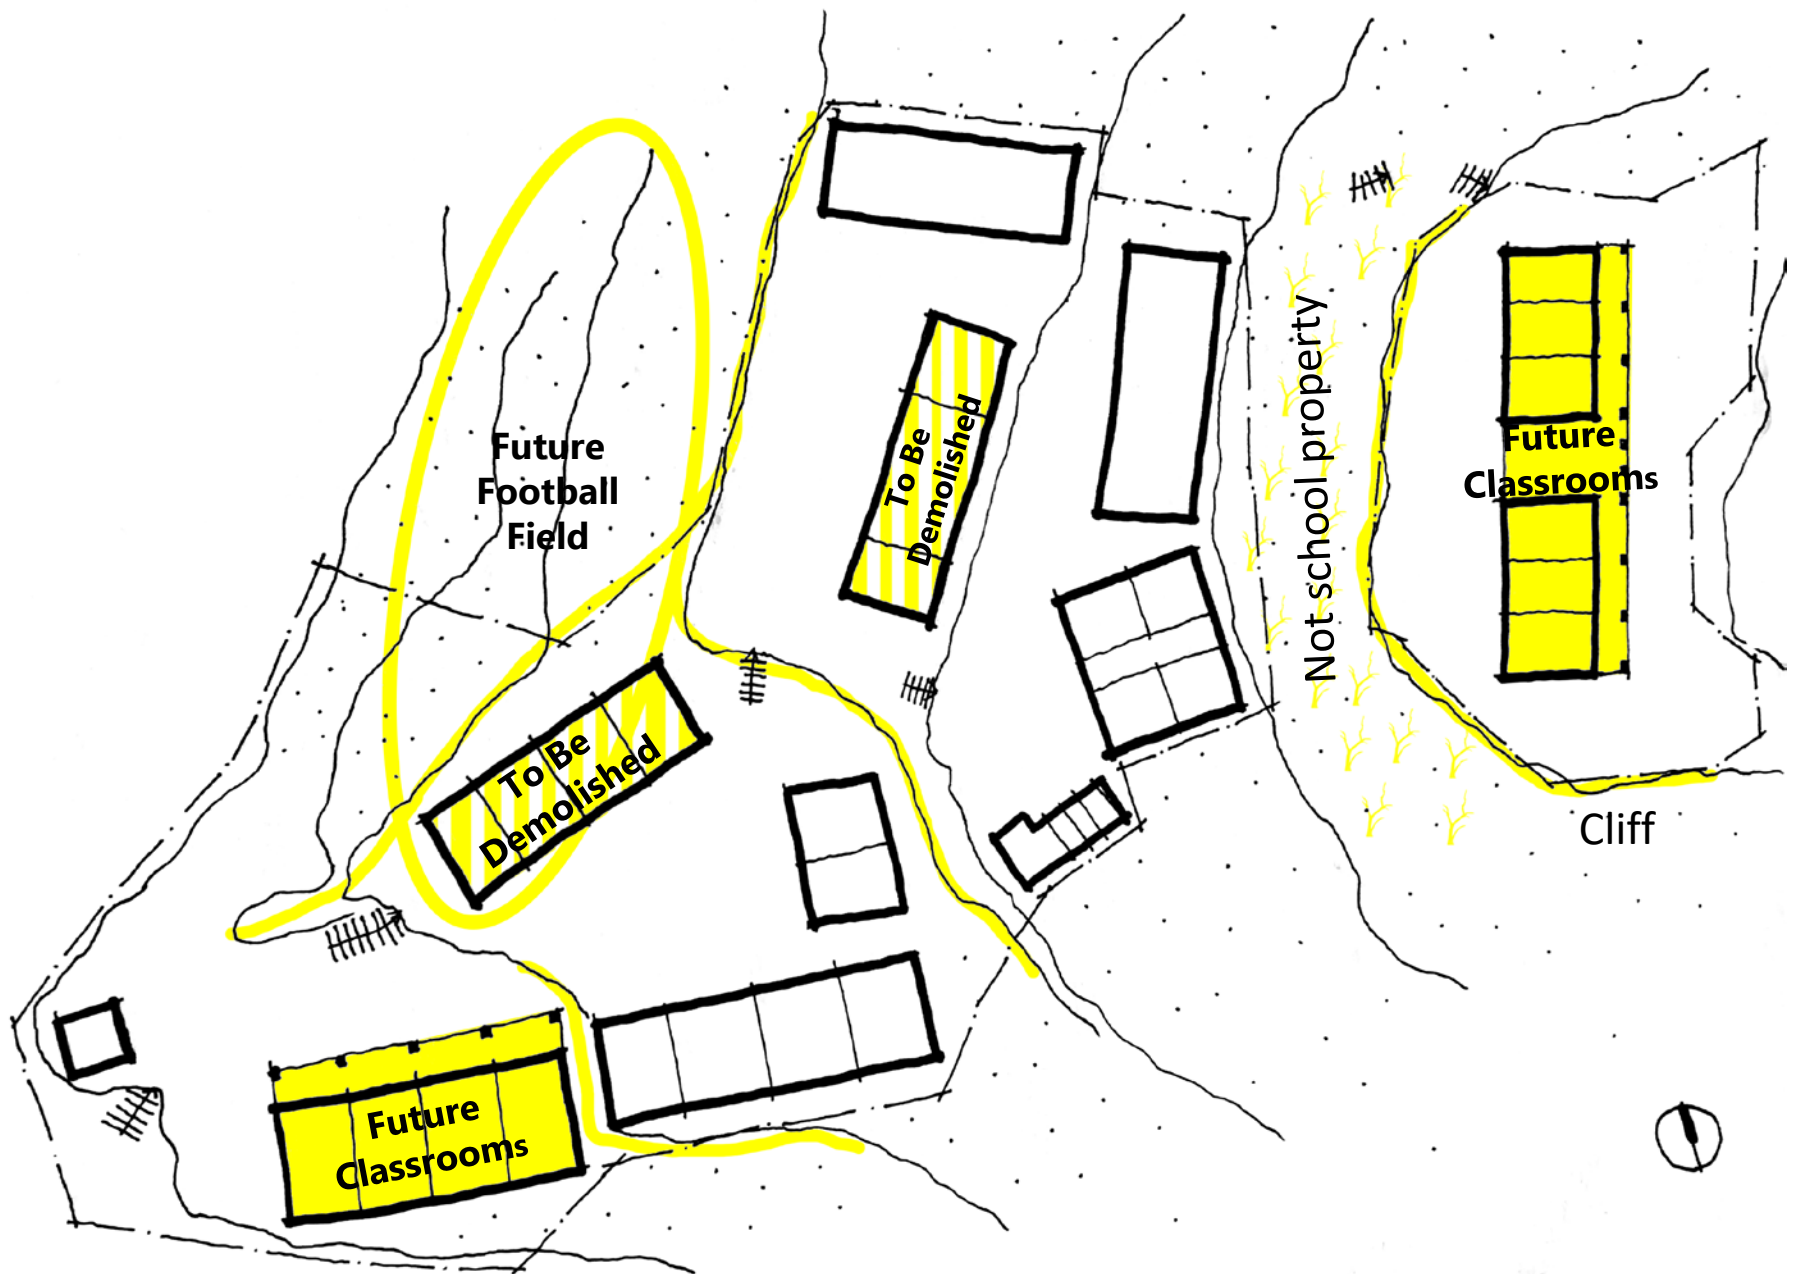 Future
Football
Field
To Be
Demolished
To Be
Demolished
Not school property
Future
Classrooms
Cliff
Future
Classrooms